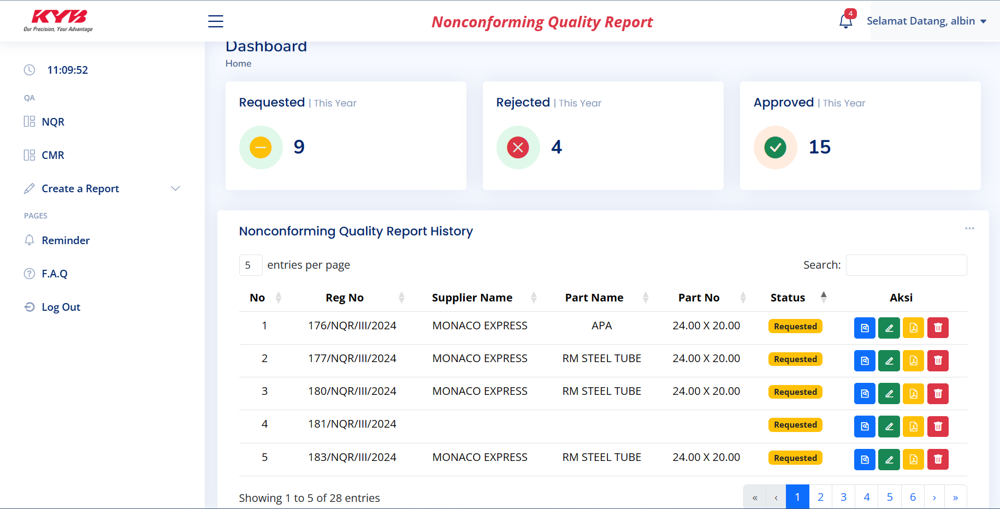 KYB
Our Precision, Your Advantage
Nonconforming Quality Report
4
Selamat Datang, albin
11:09:52
QA
NQR
CMR
Create a Report
PAGES
Reminder
F.A.Q
Log Out
Dashboard
Home
Requested | This Year
9
Rejected | This Year
4
Approved | This Year
15
Nonconforming Quality Report History
5 entries per page
Search:
No Reg No Supplier Name Part Name Part No Status Aksi
1 176/NQR/III/2024 MONACO EXPRESS APA 24.00 X 20.00 Requested
2 177/NQR/III/2024 MONACO EXPRESS RM STEEL TUBE 24.00 X 20.00 Requested
3 180/NQR/III/2024 MONACO EXPRESS RM STEEL TUBE 24.00 X 20.00 Requested
4 181/NQR/III/2024 Requested
5 183/NQR/III/2024 MONACO EXPRESS RM STEEL TUBE 24.00 X 20.00 Requested
Showing 1 to 5 of 28 entries
« ‹ 1 2 3 4 5 6 › »